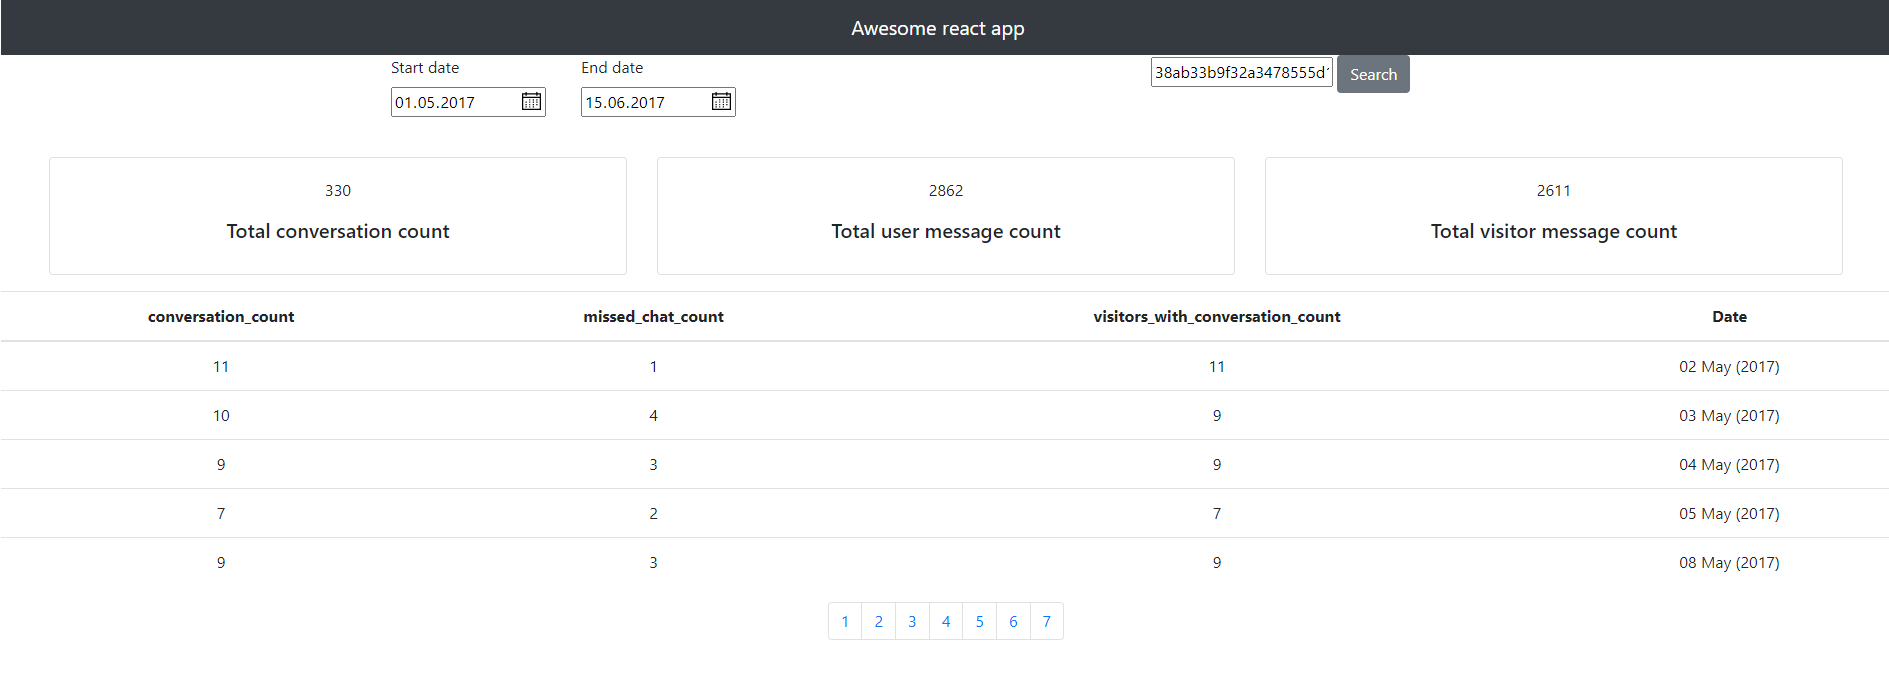 Awesome react app
Start date End date
01.05.2017 15.06.2017
38ab33b9f32a3478555d Search
330 2862 2611
Total conversation count Total user message count Total visitor message count
conversation_count missed_chat_count visitors_with_conversation_count Date
11 1 11 02 May (2017)
10 4 9 03 May (2017)
9 3 9 04 May (2017)
7 2 7 05 May (2017)
9 3 9 08 May (2017)
1 2 3 4 5 6 7